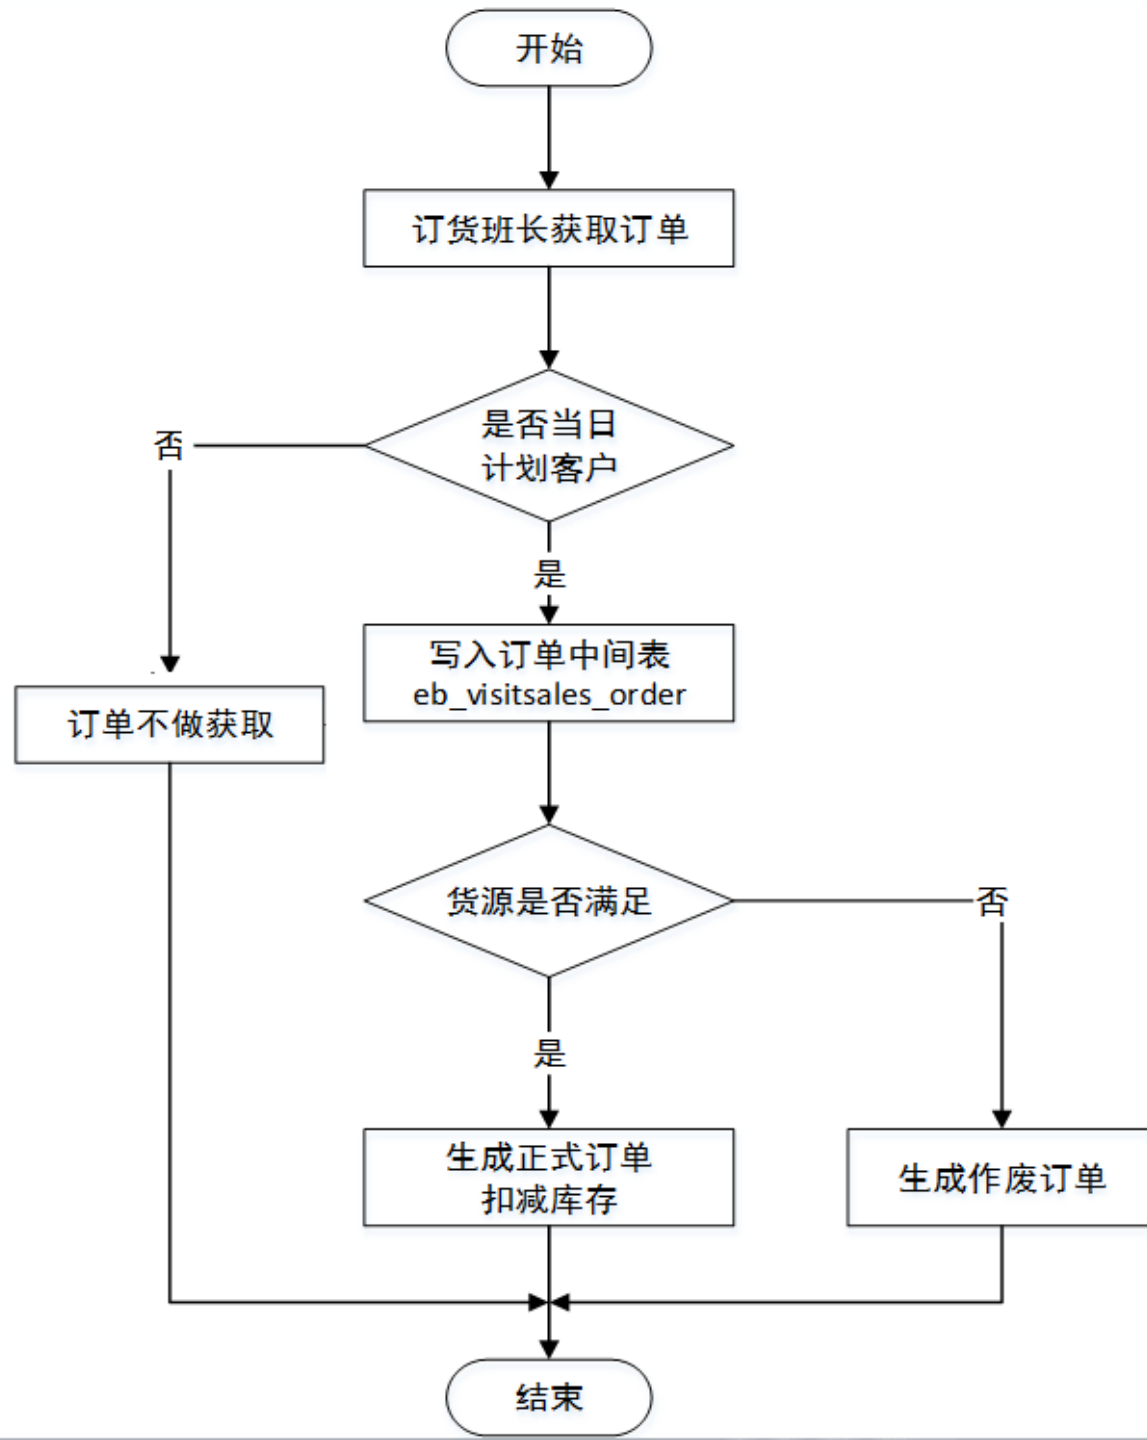 开始
订货班长获取订单
是否当日
计划客户
否
是
写入订单中间表
eb_visitsales_order
订单不做获取
货源是否满足
否
是
生成正式订单
扣减库存
生成作废订单
结束